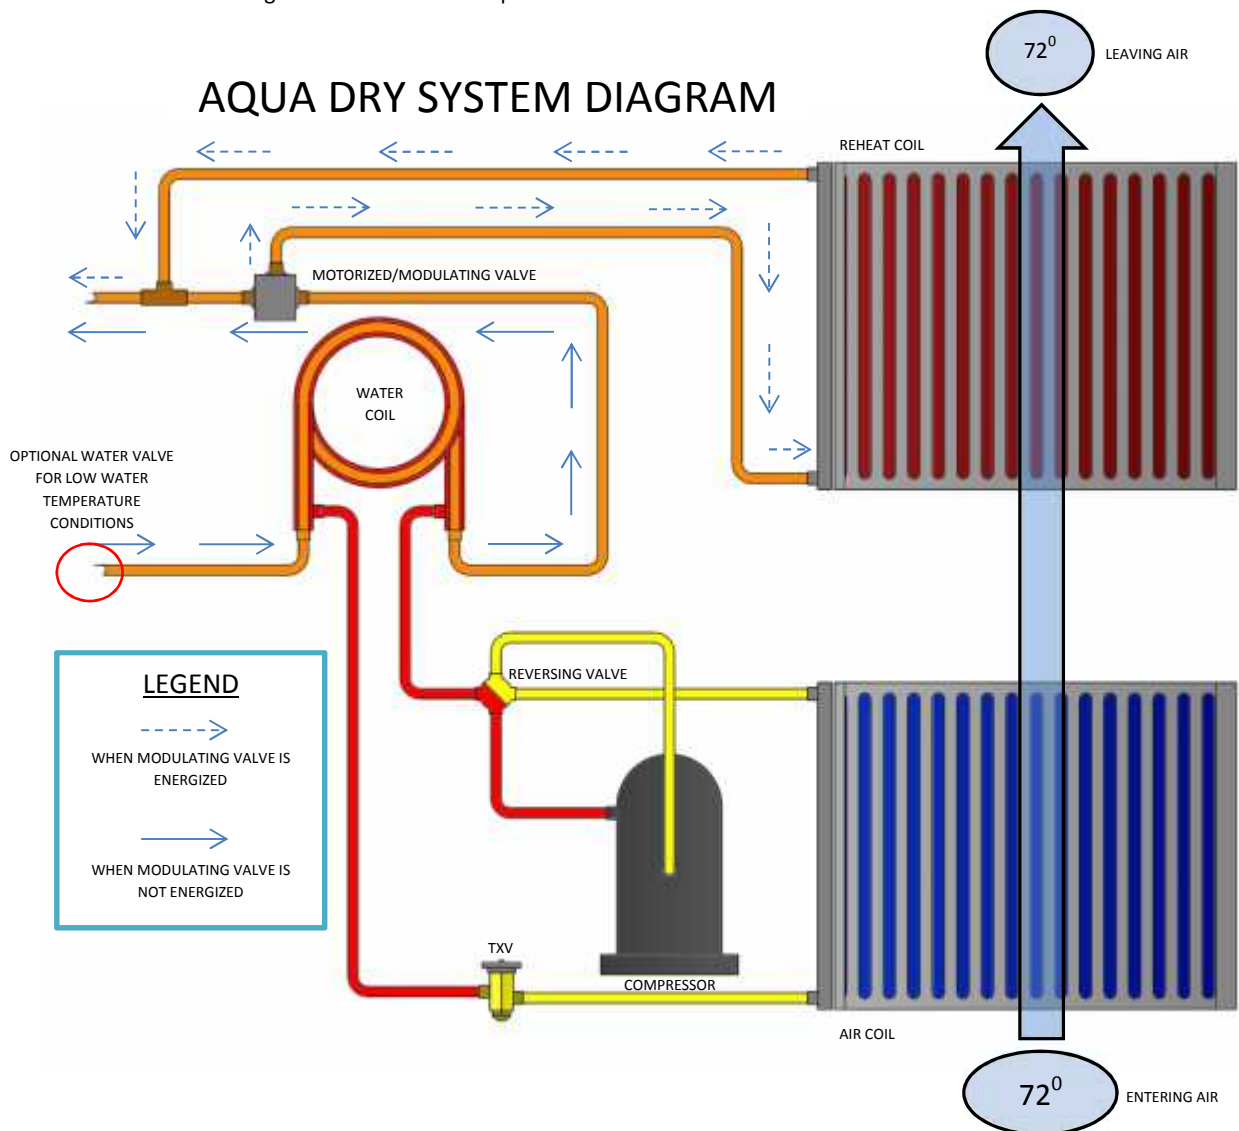 72⁰
LEAVING AIR
AQUA DRY SYSTEM DIAGRAM
REHEAT COIL
MOTORIZED/MODULATING VALVE
WATER
COIL
OPTIONAL WATER VALVE
FOR LOW WATER
TEMPERATURE
CONDITIONS
LEGEND
WHEN MODULATING VALVE IS
ENERGIZED
WHEN MODULATING VALVE IS
NOT ENERGIZED
REVERSING VALVE
TXV
COMPRESSOR
AIR COIL
72⁰
ENTERING AIR